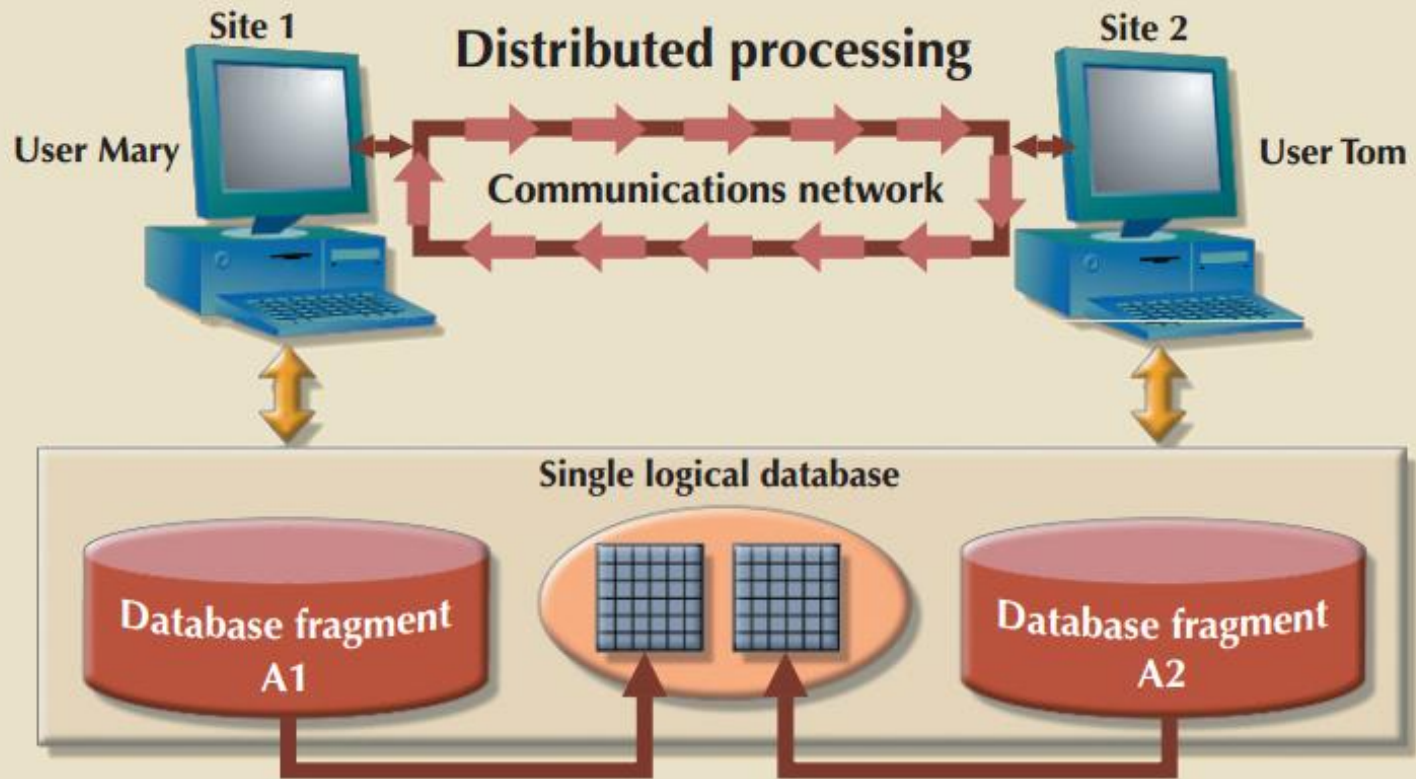 Site 1
Distributed processing
Site 2
User Mary
User Tom
Communications network
Single logical database
Database fragment
A1
Database fragment
A2